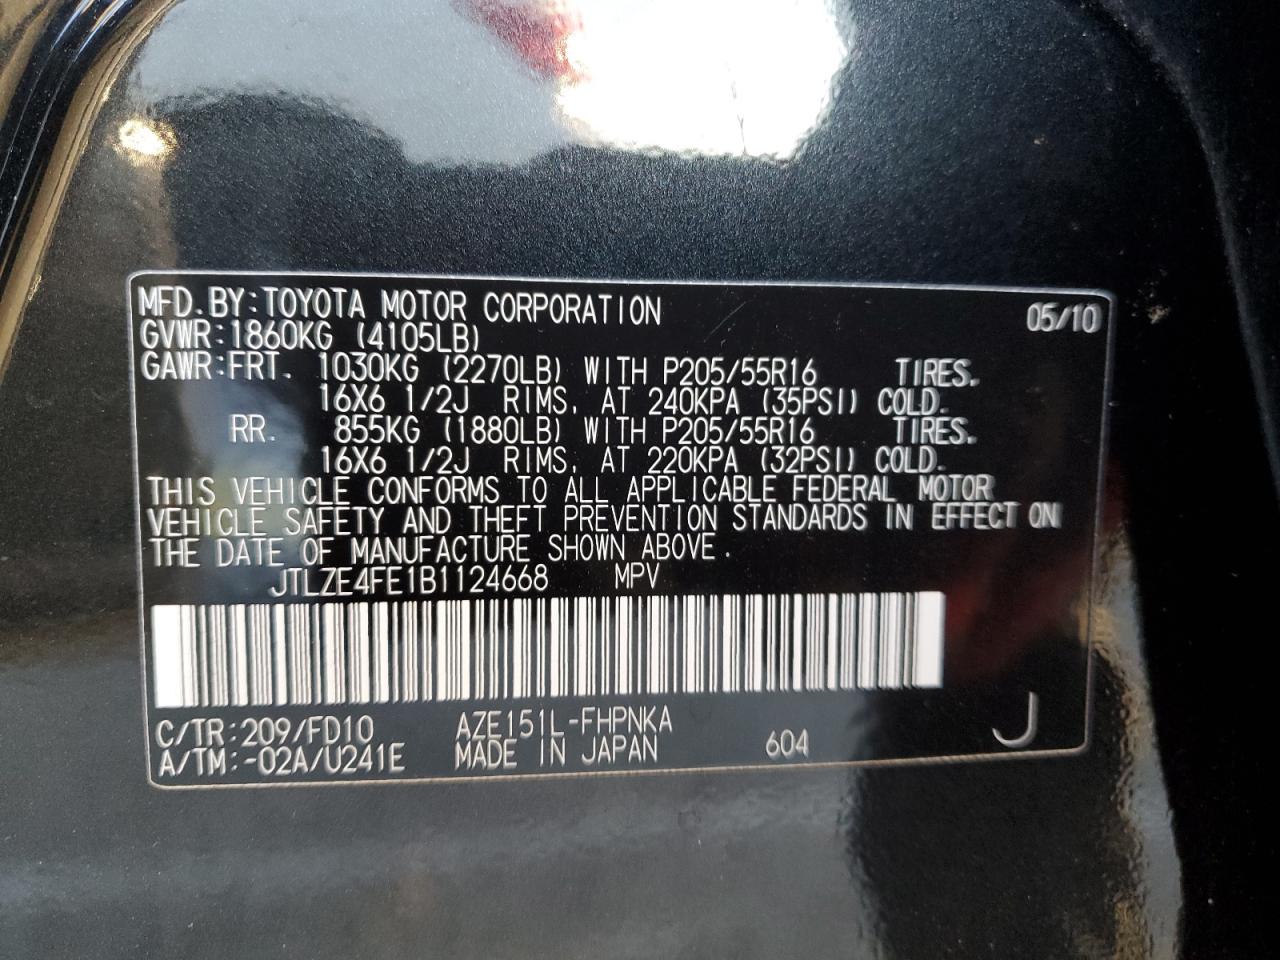 MFD.BY:TOYOTA MOTOR CORPORATION 05/10
GVWR:1860KG (4105LB)
GAWR:FRT. 1030KG (2270LB) WITH P205/55R16 TIRES.
16X6 1/2J RIMS, AT 240KPA (35PSI) COLD.
RR. 855KG (1880LB) WITH P205/55R16 TIRES.
16X6 1/2J RIMS, AT 220KPA (32PSI) COLD.
THIS VEHICLE CONFORMS TO ALL APPLICABLE FEDERAL MOTOR
VEHICLE SAFETY AND THEFT PREVENTION STANDARDS IN EFFECT ON
THE DATE OF MANUFACTURE SHOWN ABOVE.
JTLZE4FE1B1124668 MPV
C/TR:209/FD10 AZE151L-FHPNKA
A/TM:-02A/U241E MADE IN JAPAN 604 J